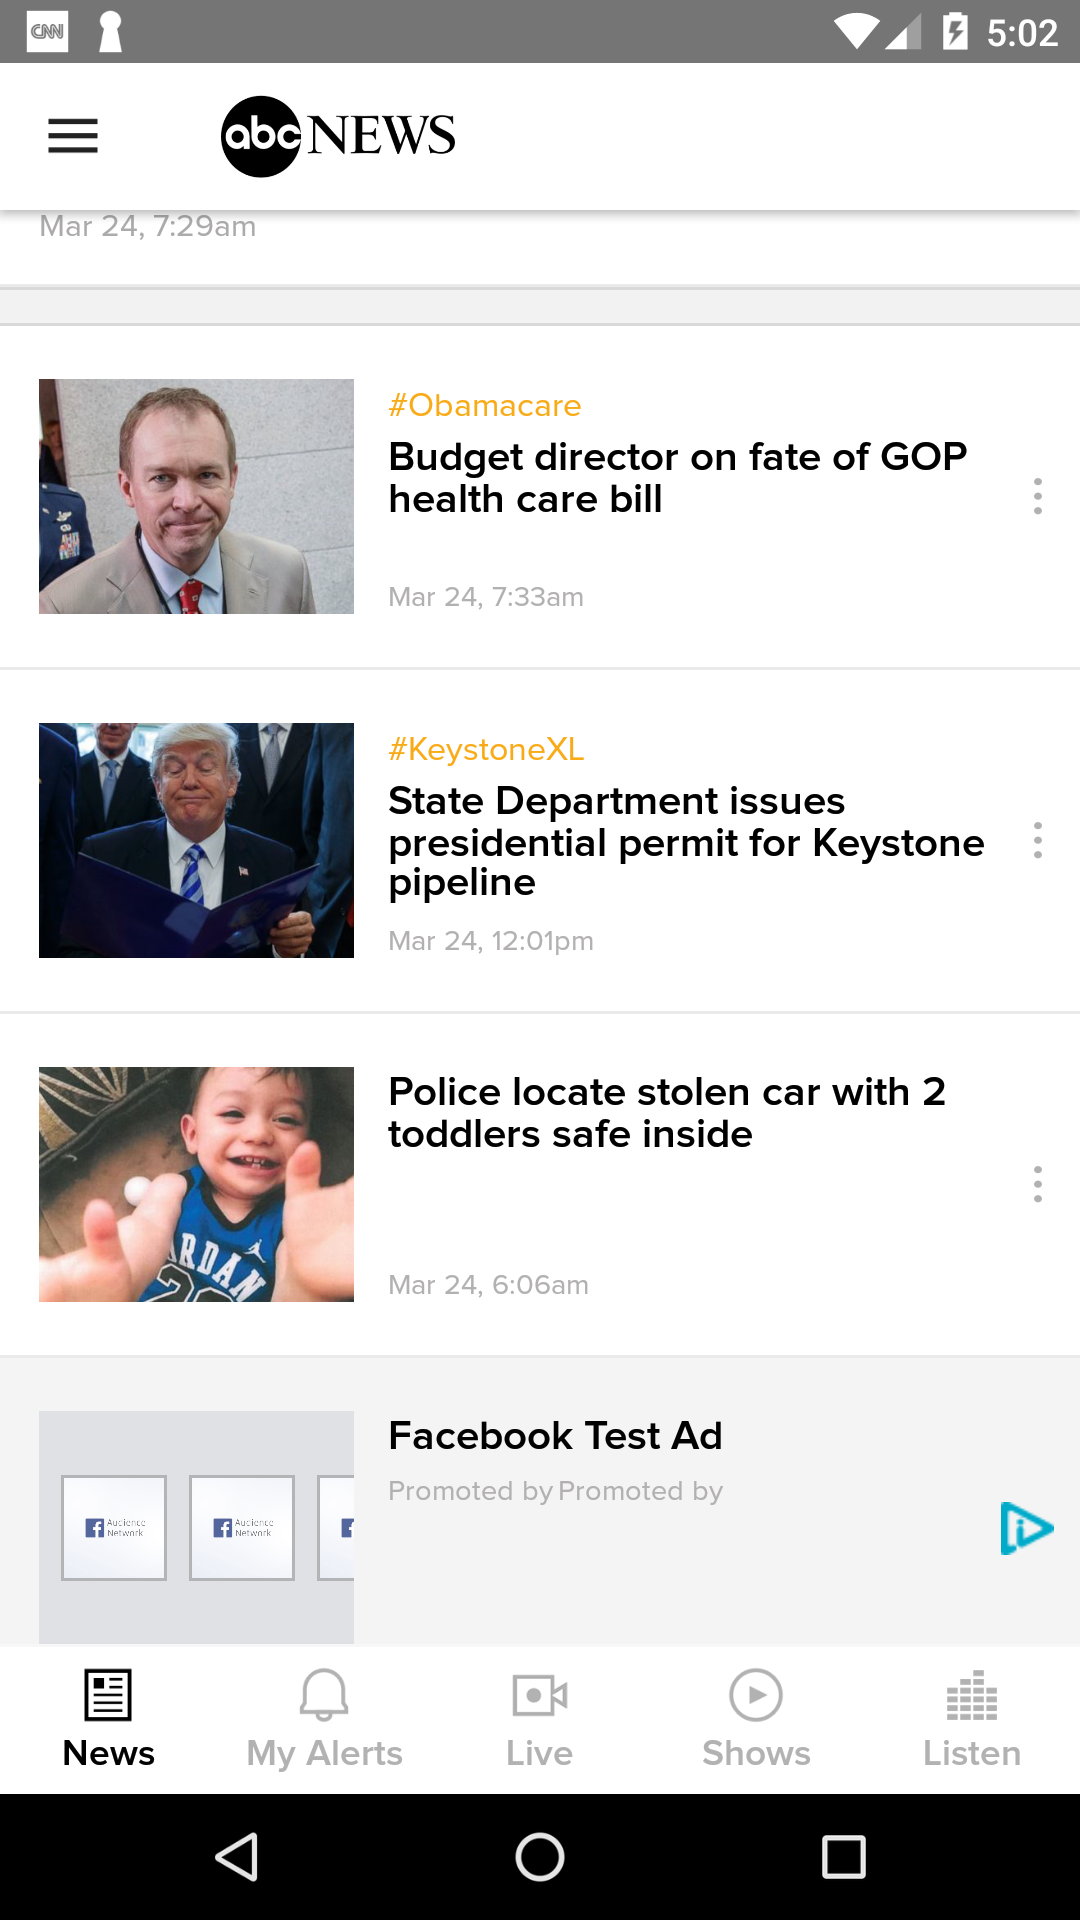 CNN
5:02
abc NEWS
Mar 24, 7:29am
#Obamacare
Budget director on fate of GOP
health care bill
Mar 24, 7:33am
#KeystoneXL
State Department issues
presidential permit for Keystone
pipeline
Mar 24, 12:01pm
Police locate stolen car with 2
toddlers safe inside
Mar 24, 6:06am
Facebook Test Ad
Promoted by Promoted by
Audience
Network
Audience
Network
News
My Alerts
Live
Shows
Listen